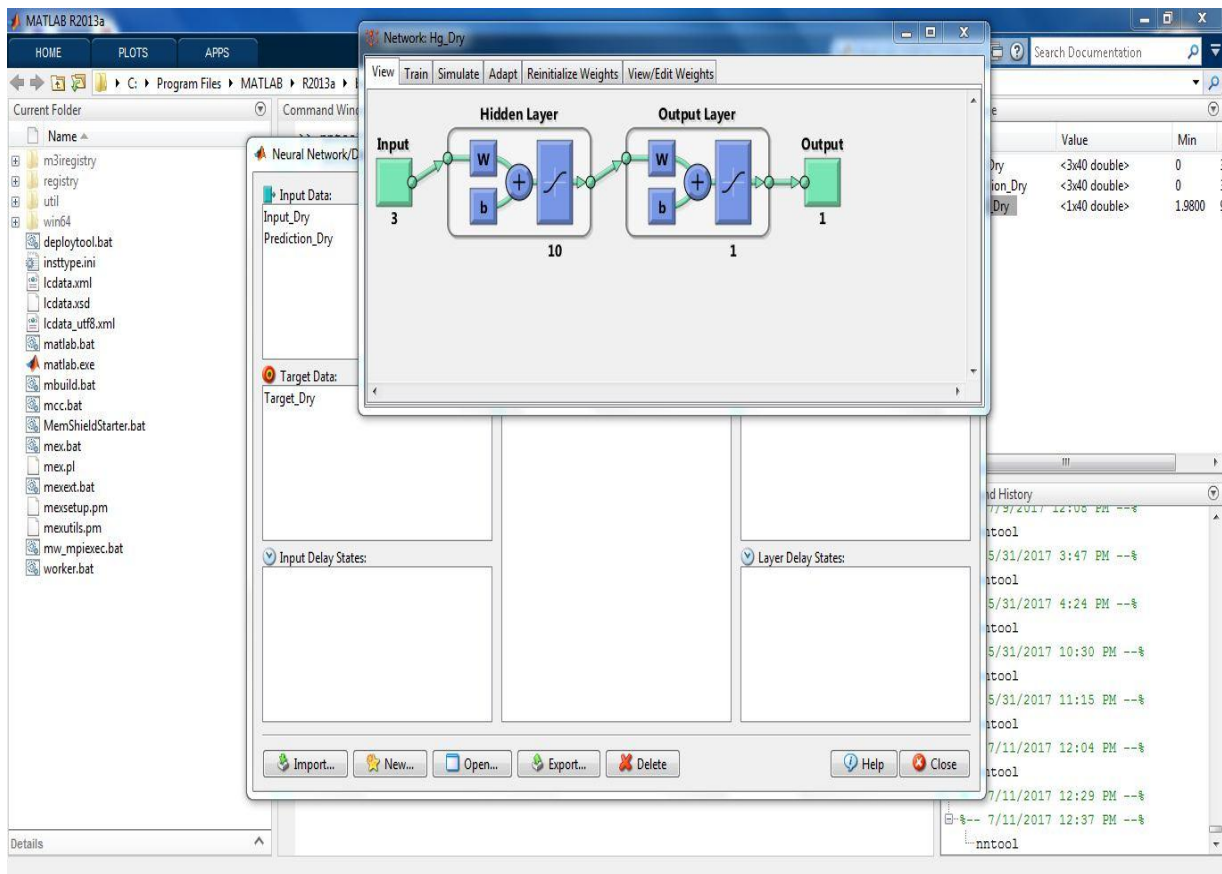 MATLAB R2013a
HOME PLOTS APPS
Search Documentation
C: Program Files MATLAB R2013a
Current Folder
Name
m3iregistry
registry
util
win64
deploytool.bat
insttype.ini
lcdata.xml
lcdata.xsd
lcdata_utf8.xml
matlab.bat
matlab.exe
mbuild.bat
mcc.bat
MemShieldStarter.bat
mex.bat
mex.pl
mexext.bat
mexsetup.pm
mexutils.pm
mw_mpiexec.bat
worker.bat
Details
Command Wind
Neural Network/D
Input Data:
Input_Dry
Prediction_Dry
Target Data:
Target_Dry
Input Delay States:
Layer Delay States:
Import... New... Open... Export... Delete Help Close
Network: Hg_Dry
View Train Simulate Adapt Reinitialize Weights View/Edit Weights
Hidden Layer Output Layer
Input Output
W W
+ +
b b
3 1
10 1
Value Min
Dry <3x40 double> 0
ion_Dry <3x40 double> 0
_Dry <1x40 double> 1.9800
nd History
7/9/2017 12:08 PM --%
ntool
5/31/2017 3:47 PM --%
ntool
5/31/2017 4:24 PM --%
ntool
5/31/2017 10:30 PM --%
ntool
5/31/2017 11:15 PM --%
ntool
7/11/2017 12:04 PM --%
ntool
7/11/2017 12:29 PM --%
%-- 7/11/2017 12:37 PM --%
nntool